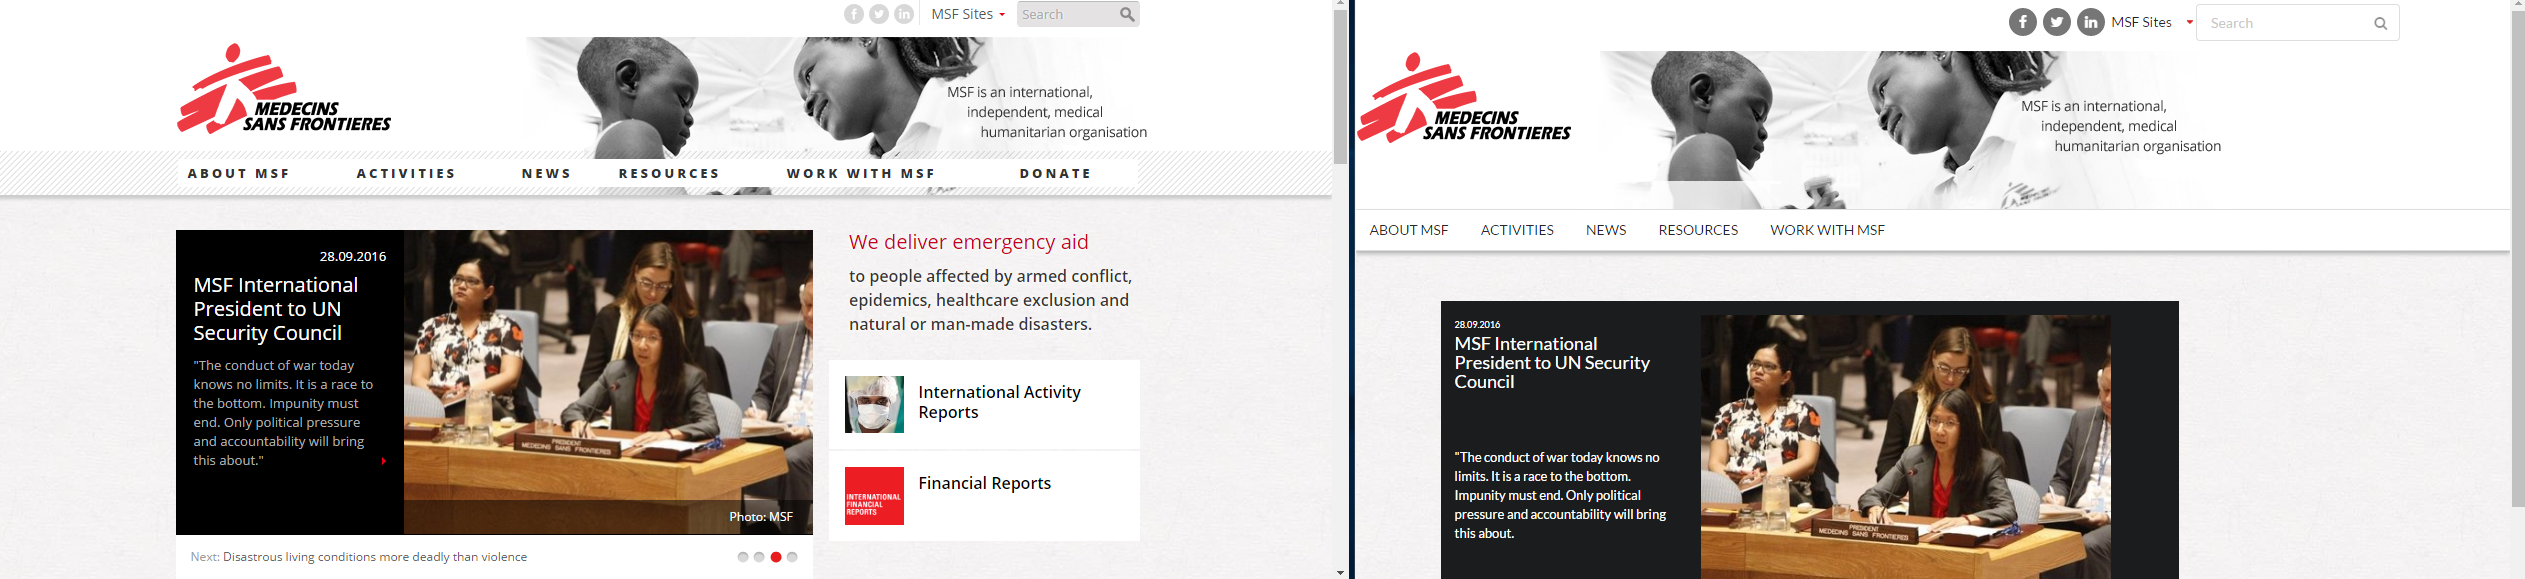 MSF Sites
Search
MEDECINS
SANS FRONTIERES
MSF is an international,
independent, medical
humanitarian organisation
ABOUT MSF
ACTIVITIES
NEWS
RESOURCES
WORK WITH MSF
DONATE
28.09.2016
MSF International
President to UN
Security Council
"The conduct of war today
knows no limits. It is a race to
the bottom. Impunity must
end. Only political pressure
and accountability will bring
this about."
PRESIDENT
MEDECINS SANS FRONTIERES
Photo: MSF
Next: Disastrous living conditions more deadly than violence
We deliver emergency aid
to people affected by armed conflict,
epidemics, healthcare exclusion and
natural or man-made disasters.
International Activity
Reports
INTERNATIONAL
FINANCIAL
REPORTS
Financial Reports
MSF Sites
Search
MEDECINS
SANS FRONTIERES
MSF is an international,
independent, medical
humanitarian organisation
ABOUT MSF
ACTIVITIES
NEWS
RESOURCES
WORK WITH MSF
28.09.2016
MSF International
President to UN Security
Council
"The conduct of war today knows no
limits. It is a race to the bottom.
Impunity must end. Only political
pressure and accountability will bring
this about.
PRESIDENT
MEDECINS SANS FRONTIERES